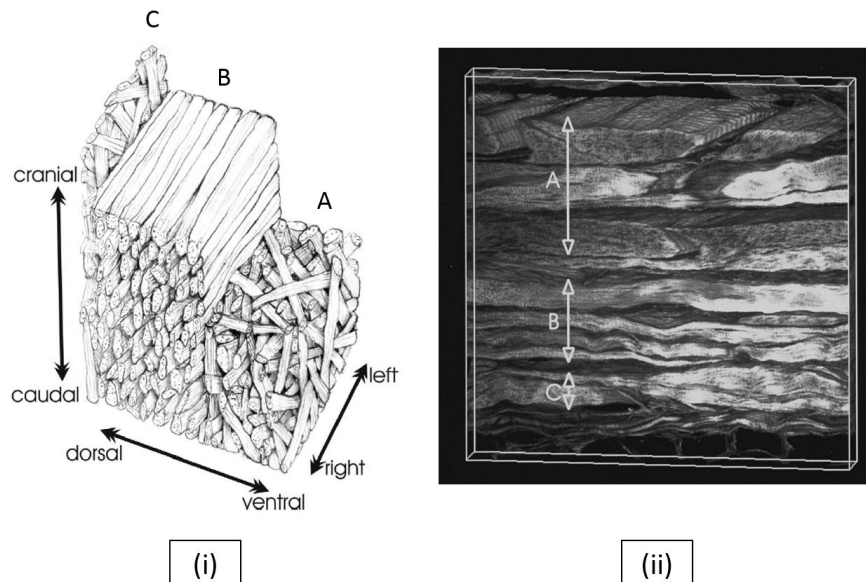 C
B
A
cranial
caudal
dorsal
ventral
left
right
A
B
C
(i)
(ii)